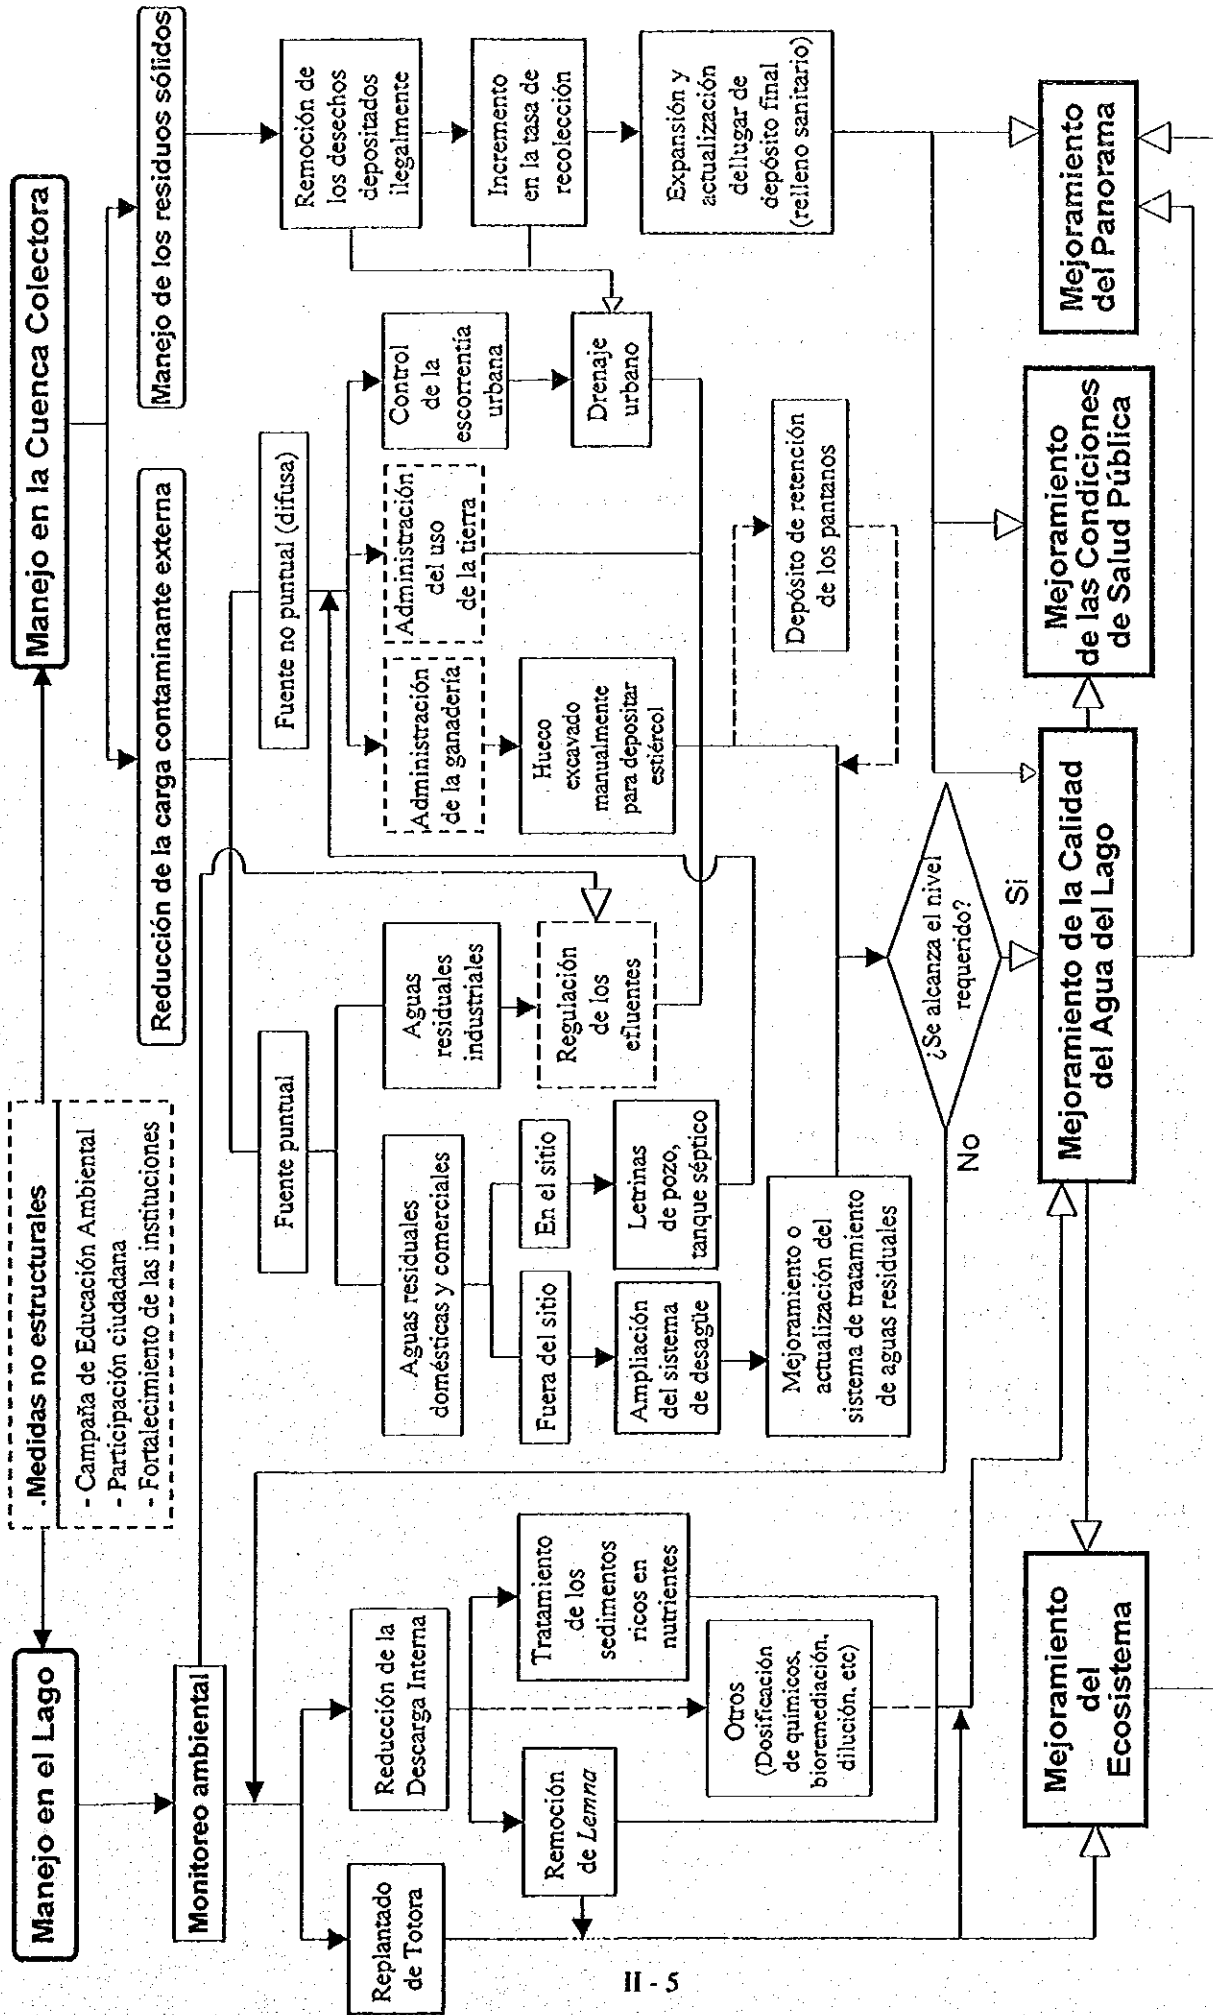 .Medidas no estructurales
- Campaña de Educación Ambiental
- Participación ciudadana
- Fortalecimiento de las instituciones
Manejo en el Lago
Manejo en la Cuenca Colectora
Monitoreo ambiental
Reducción de la carga contaminante externa
Manejo de los residuos sólidos
Replantado
de Totora
Reducción de la
Descarga Interna
Remoción
de Lemna
Tratamiento
de los
sedimentos
ricos en
nutrientes
Otros
(Dosificación
de químicos,
bioremediación,
dilución, etc)
Fuente puntual
Fuente no puntual (difusa)
Aguas residuales
domésticas y comerciales
Aguas
residuales
industriales
Fuera del sitio
En el sitio
Regulación
de los
efluentes
Ampliación
del sistema
de desagüe
Letrinas
de pozo,
tanque séptico
Mejoramiento o
actualización del
sistema de tratamiento
de aguas residuales
Administración
de la ganadería
Administración
del uso
de la tierra
Control
de la
escorrentía
urbana
Hueco
excavado
manualmente
para depositar
estiércol
Drenaje
urbano
Depósito de retención
de los pantanos
Remoción de
los desechos
depositados
ilegalmente
Incremento
en la tasa de
recolección
Expansión y
actualización
dellugar de
depósito final
(relleno sanitario)
¿Se alcanza el nivel
requerido?
No
Si
Mejoramiento
del
Ecosistema
Mejoramiento de la Calidad
del Agua del Lago
Mejoramiento
de las Condiciones
de Salud Pública
Mejoramiento
del Panorama
II - 5